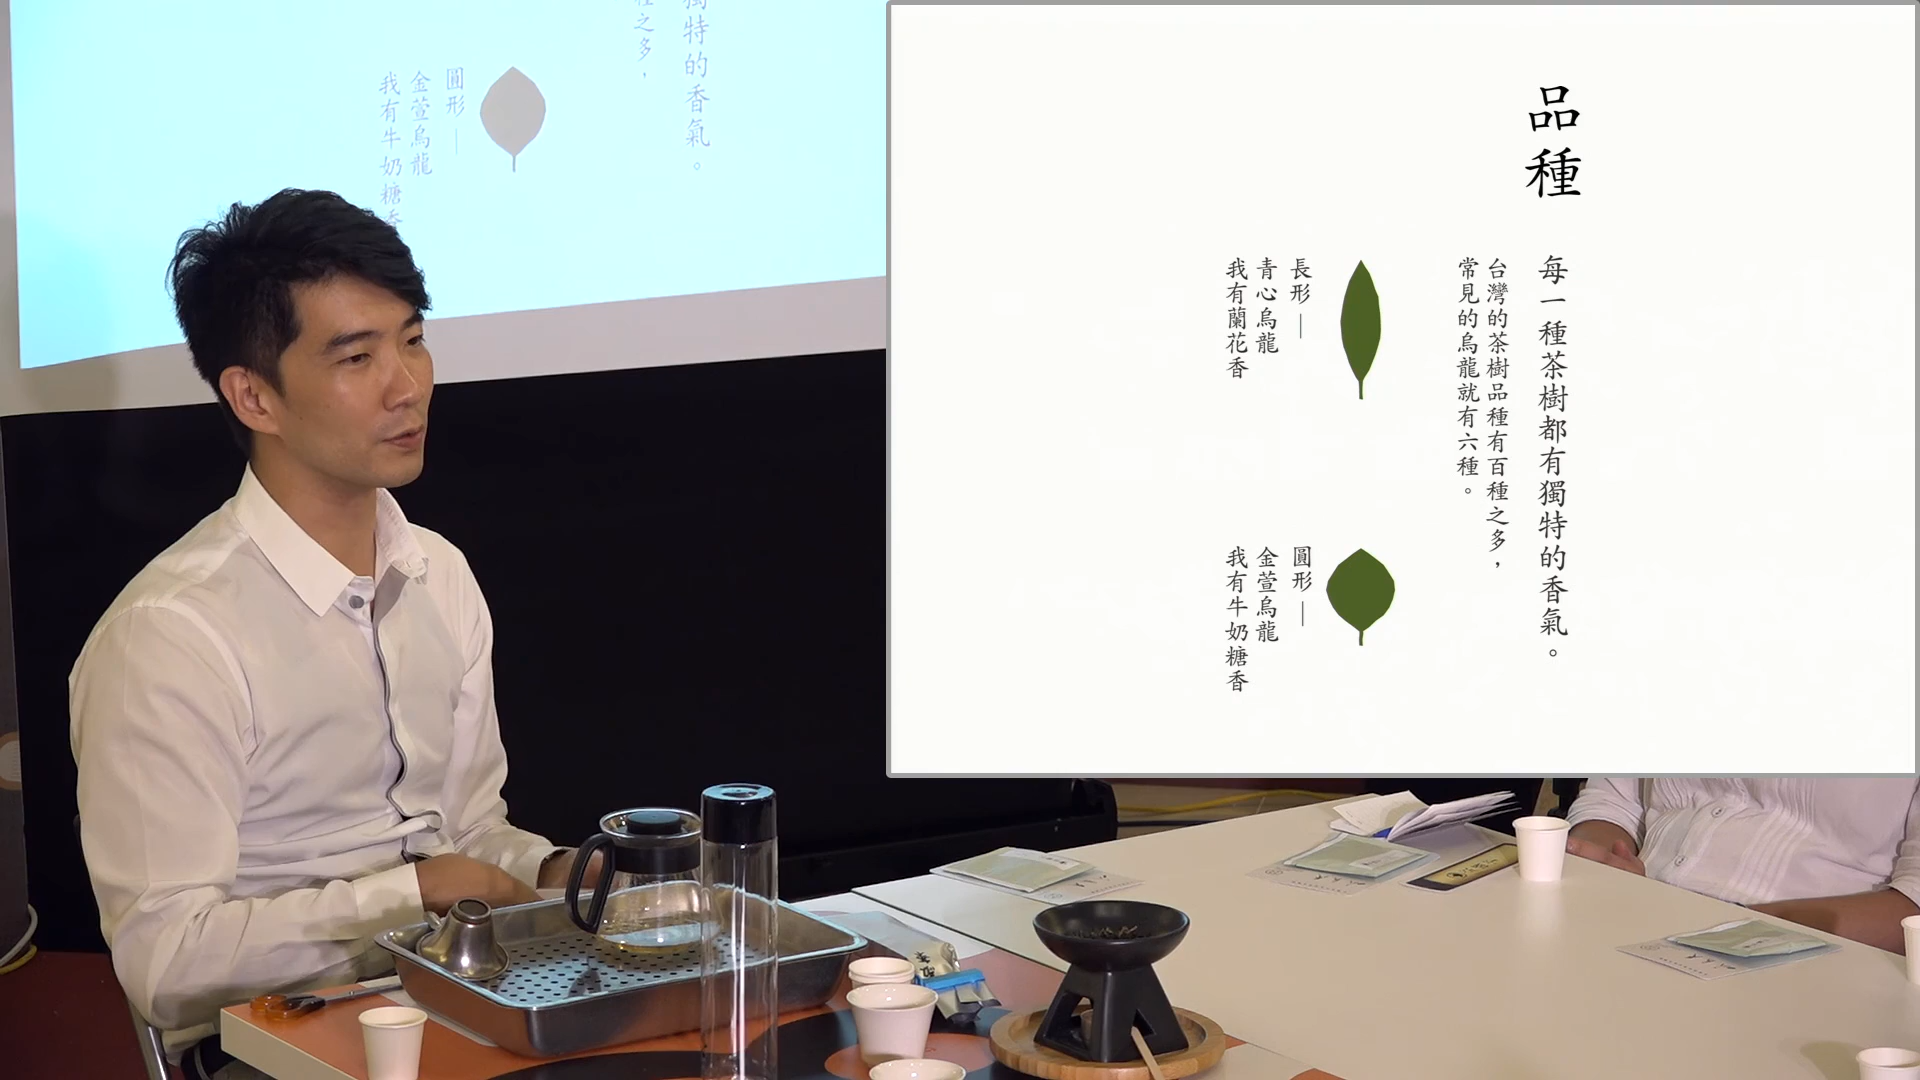 品種
每一種茶樹都有獨特的香氣。
台灣的茶樹品種有百種之多，
常見的烏龍就有六種。
長形—
青心烏龍
我有蘭花香
圓形—
金萱烏龍
我有牛奶糖香
獨特的香氣。
種之多，
圓形—
金萱烏龍
我有牛奶糖香